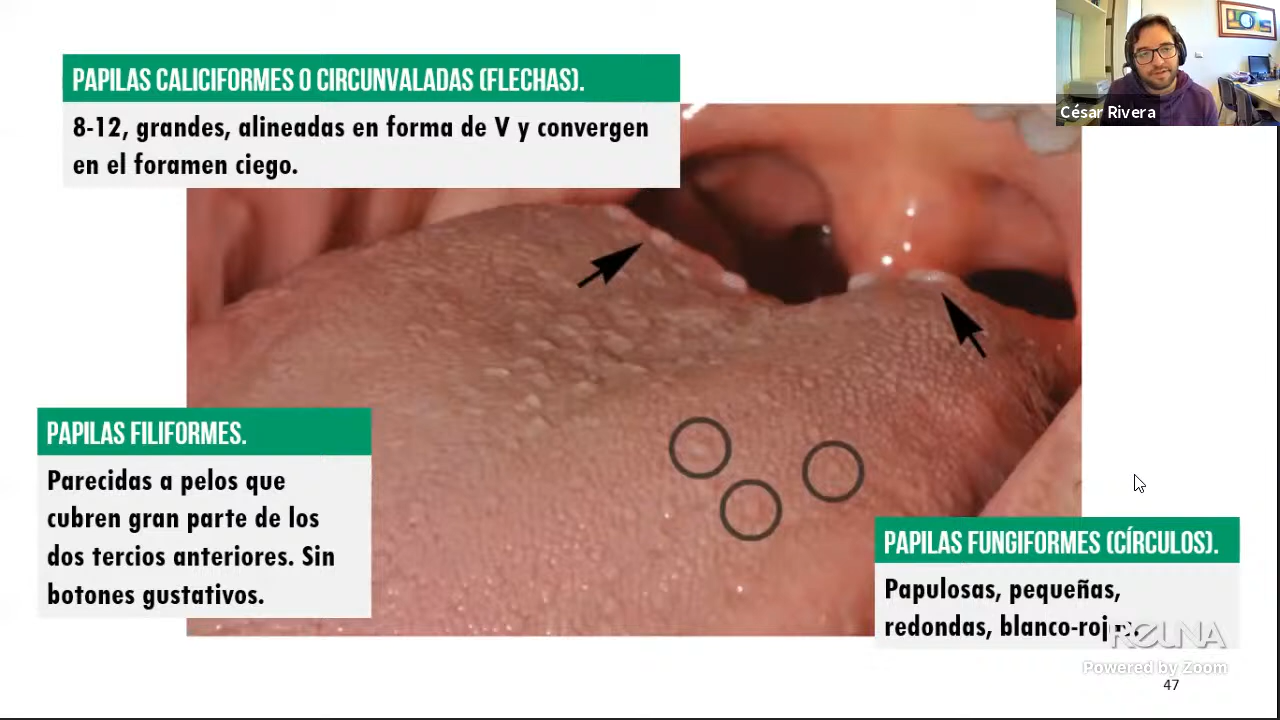 PAPILAS CALICIFORMES O CIRCUNVALADAS (FLECHAS).
8-12, grandes, alineadas en forma de V y convergen
en el foramen ciego.
César Rivera
PAPILAS FILIFORMES.
Parecidas a pelos que
cubren gran parte de los
dos tercios anteriores. Sin
botones gustativos.
PAPILAS FUNGIFORMES (CÍRCULOS).
Papulosas, pequeñas,
redondas,
REUNA
Powered by Zoom
47